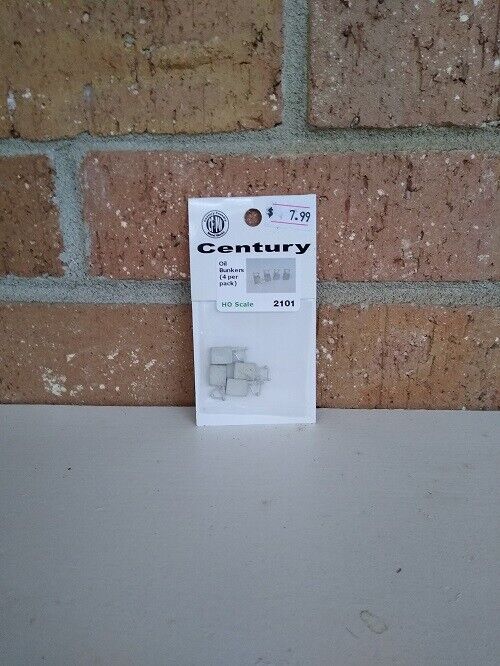 $ 7.99
Century
Oil
Bunkers
(4 per
pack)
HO Scale 2101